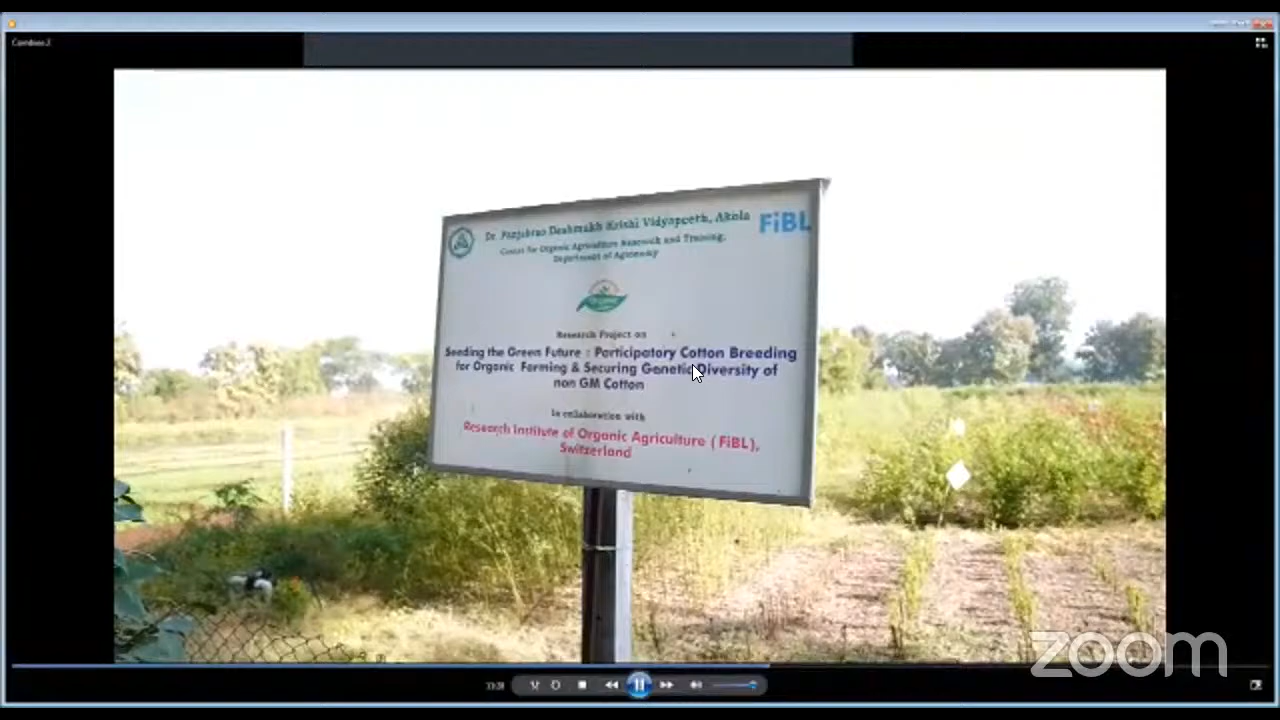 Dr. Panjabrao Deshmukh Krishi Vidyapeeth, Akola
FiBL
Centre for Organic Agriculture Research and Training,
Department of Agronomy
Research Project on
Seeding the Green Future : Participatory Cotton Breeding
for Organic Farming & Securing Genetic Diversity of
non GM Cotton
In collaboration with
Research Institute of Organic Agriculture ( FiBL ),
Switzerland
zoom